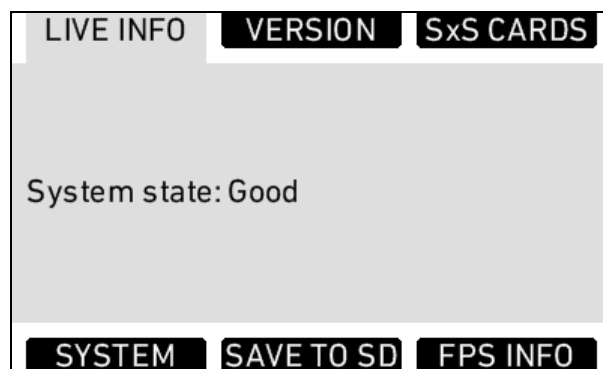 LIVE INFO VERSION SxS CARDS
System state: Good
SYSTEM SAVE TO SD FPS INFO